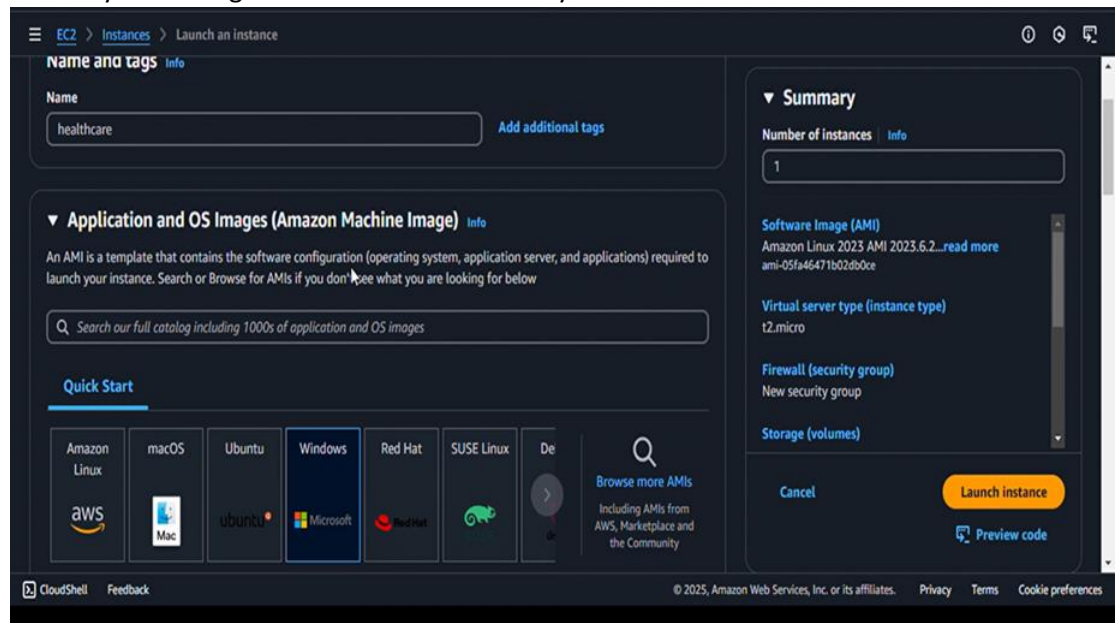 EC2 > Instances > Launch an instance
Name and tags Info
Name
healthcare
Add additional tags
▼ Application and OS Images (Amazon Machine Image) Info
An AMI is a template that contains the software configuration (operating system, application server, and applications) required to
launch your instance. Search or Browse for AMIs if you don't see what you are looking for below
Search our full catalog including 1000s of application and OS images
Quick Start
Amazon Linux
aws
macOS
Mac
Ubuntu
ubuntu
Windows
Microsoft
Red Hat
Red Hat
SUSE Linux
De
Browse more AMIs
Including AMIs from
AWS, Marketplace and
the Community
▼ Summary
Number of instances Info
1
Software Image (AMI)
Amazon Linux 2023 AMI 2023.6.2...read more
ami-05fa46471b02db0ce
Virtual server type (instance type)
t2.micro
Firewall (security group)
New security group
Storage (volumes)
Cancel
Launch instance
Preview code
CloudShell Feedback
© 2025, Amazon Web Services, Inc. or its affiliates. Privacy Terms Cookie preferences